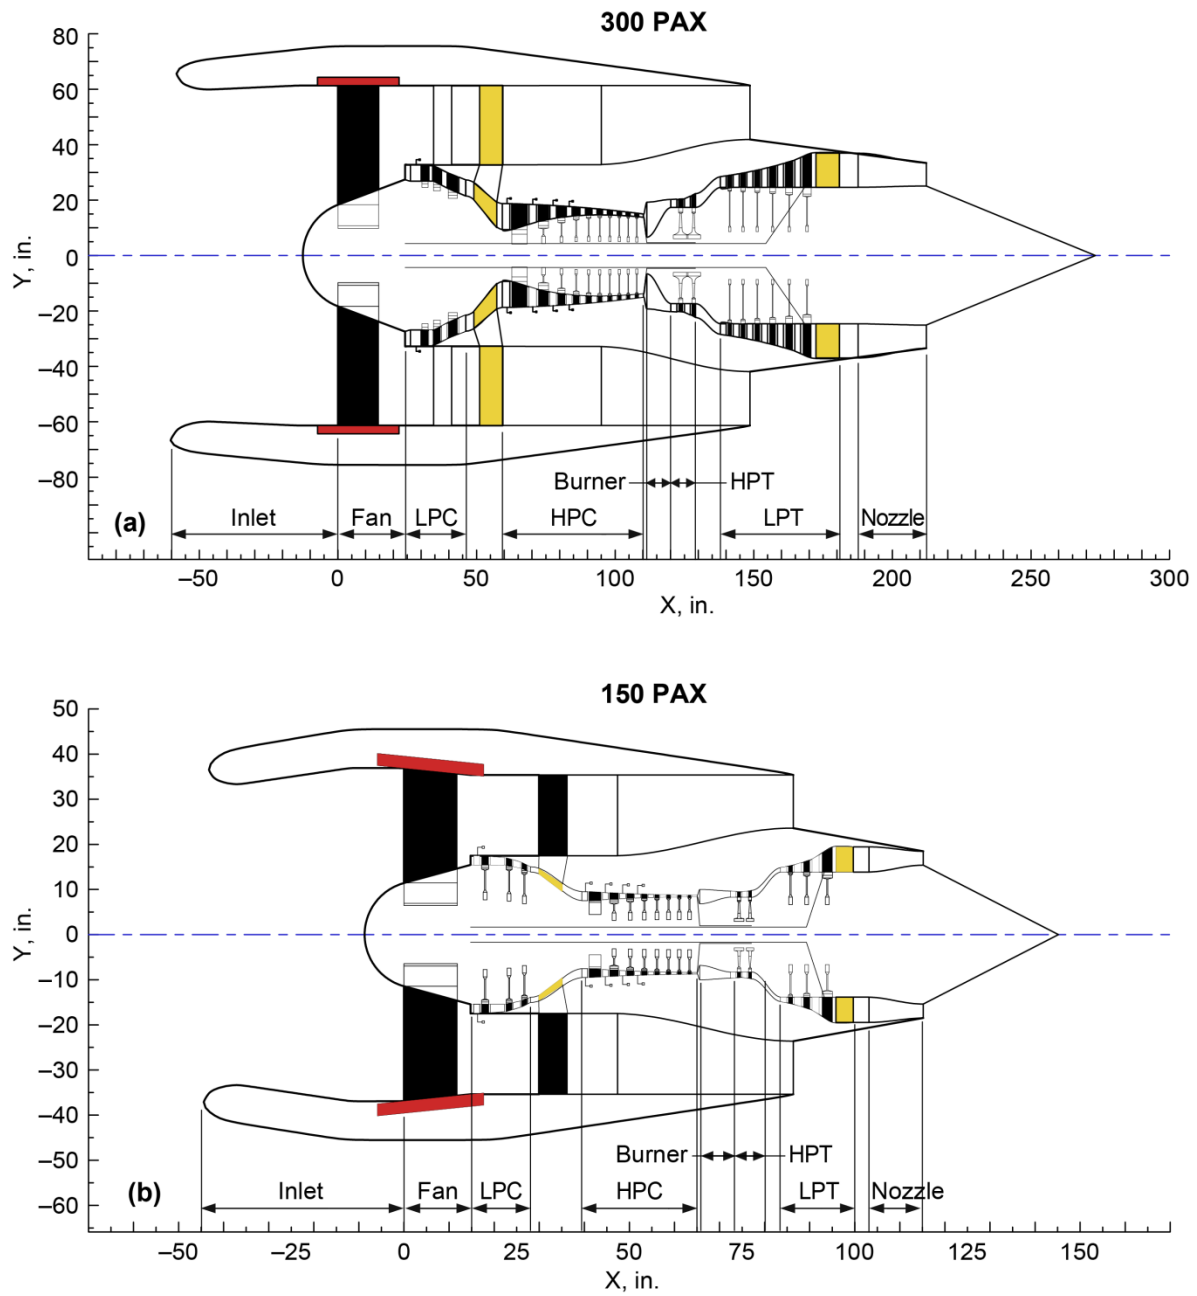 300 PAX
80
60
40
20
0
–20
–40
–60
–80
Y, in.
Burner
HPT
(a)
Inlet
Fan
LPC
HPC
LPT
Nozzle
–50 0 50 100 150 200 250 300
X, in.
150 PAX
50
40
30
20
10
0
–10
–20
–30
–40
–50
–60
Y, in.
Burner
HPT
(b)
Inlet
Fan
LPC
HPC
LPT
Nozzle
–50 –25 0 25 50 75 100 125 150
X, in.